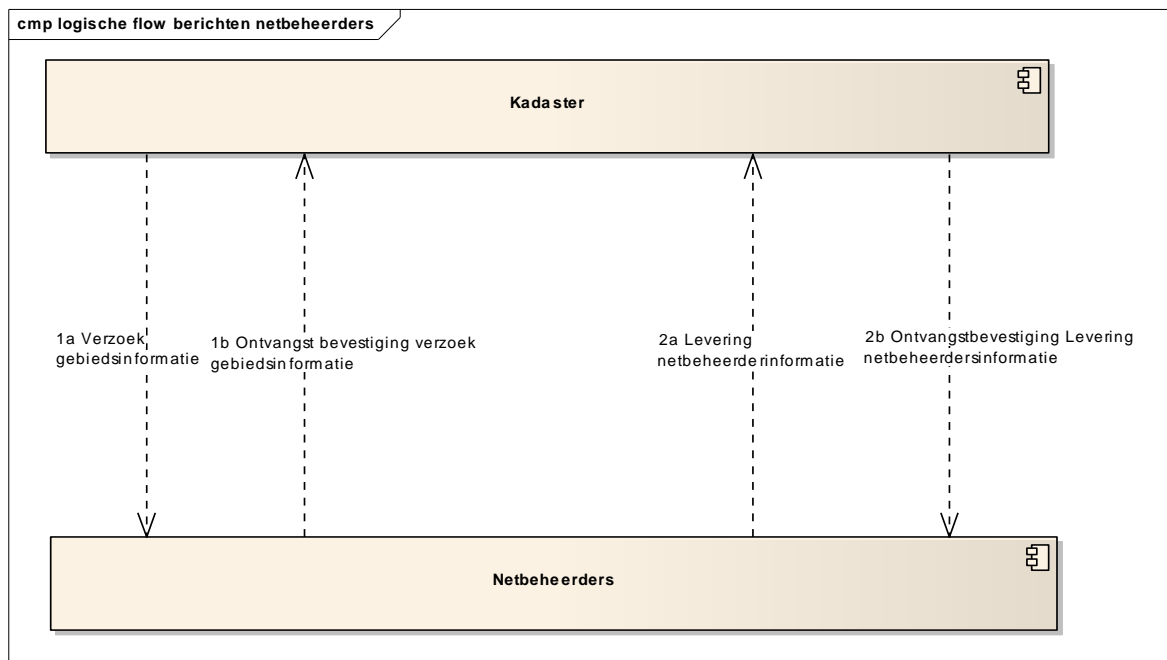 cmp logische flow berichten netbeheerders
Kadaster
1a Verzoek
gebiedsinformatie
1b Ontvangst bevestiging verzoek
gebiedsinformatie
2a Levering
netbeheerderinformatie
2b Ontvangstbevestiging Levering
netbeheerdersinformatie
Netbeheerders